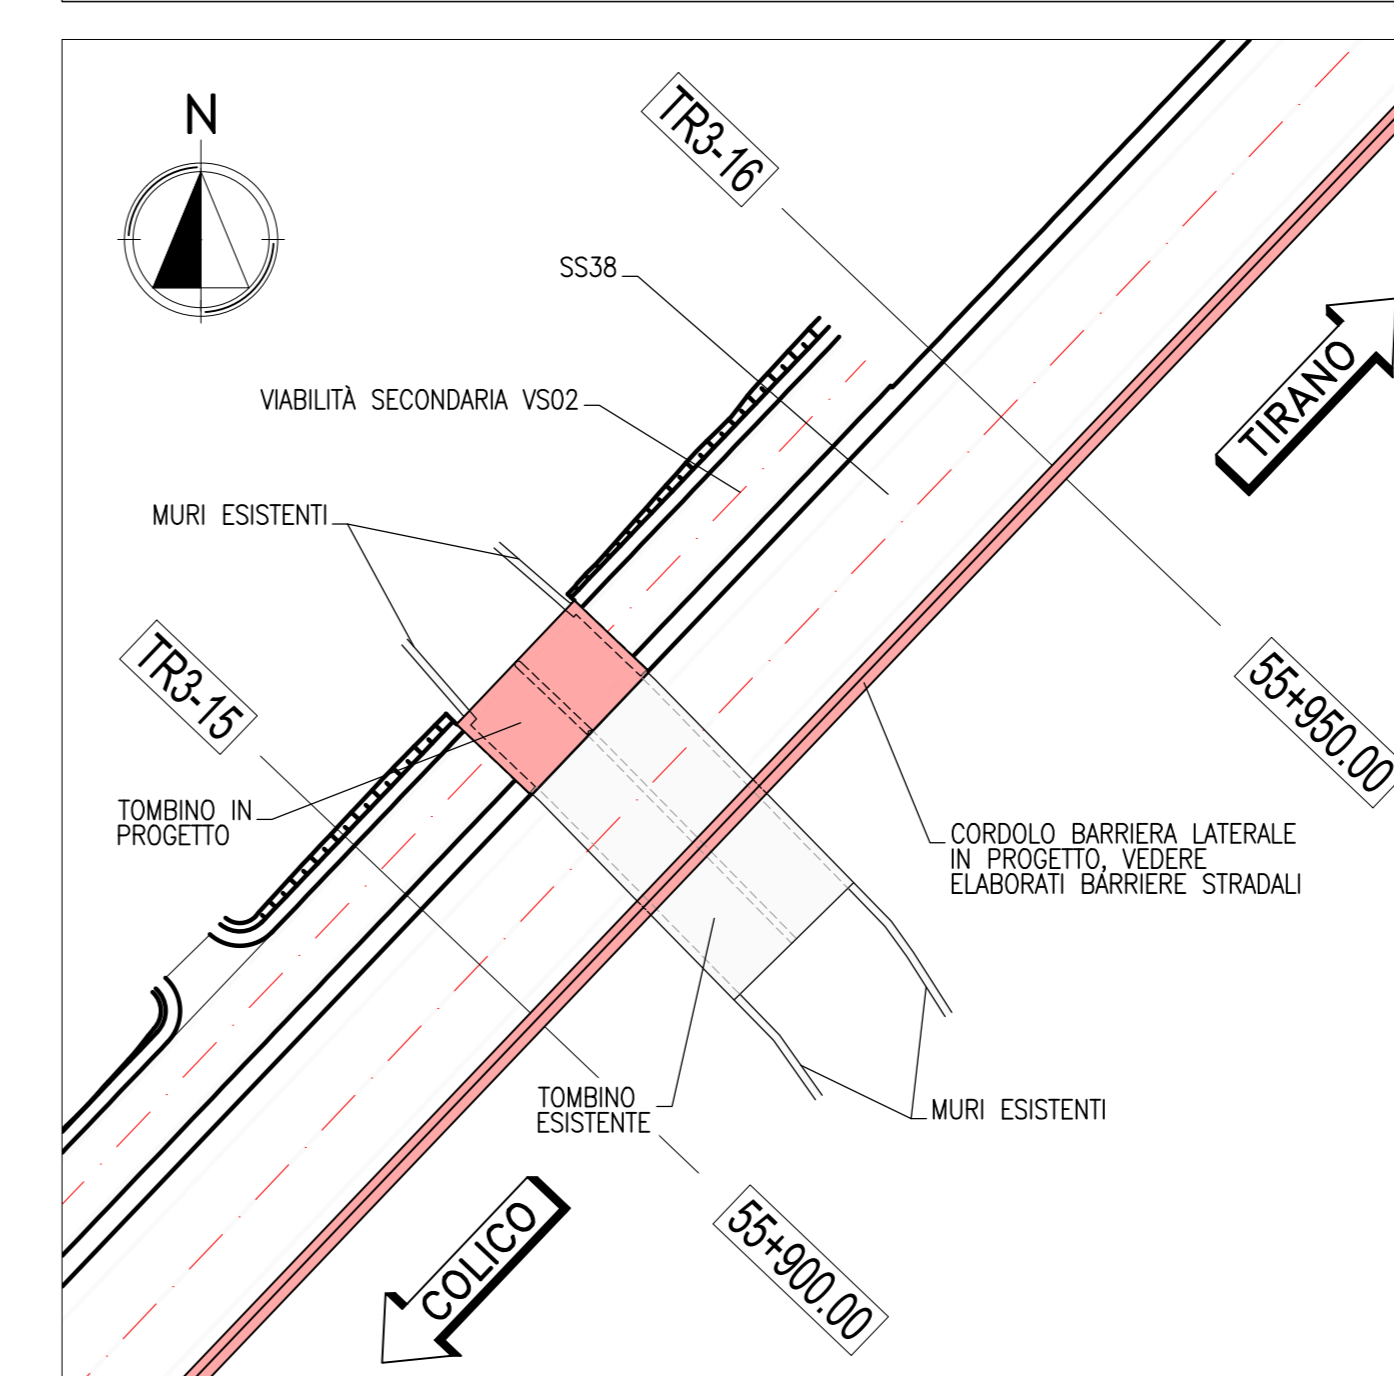 N
TR3-16
SS38
VIABILITÀ SECONDARIA VS02
TIRANO
MURI ESISTENTI
TR3-15
55+950.00
TOMBINO IN
PROGETTO
CORDOLO BARRIERA LATERALE
IN PROGETTO, VEDERE
ELABORATI BARRIERE STRADALI
TOMBINO
ESISTENTE
MURI ESISTENTI
COLICO
55+900.00